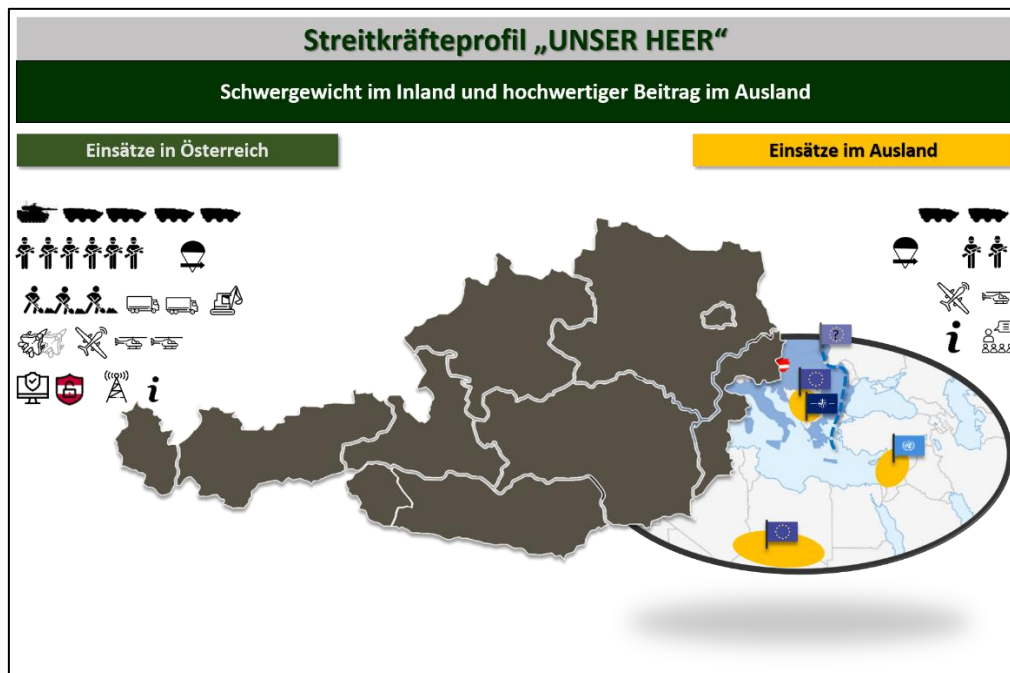 Streitkräfteprofil „UNSER HEER“
Schwergewicht im Inland und hochwertiger Beitrag im Ausland
Einsätze in Österreich
Einsätze im Ausland
i
i
?